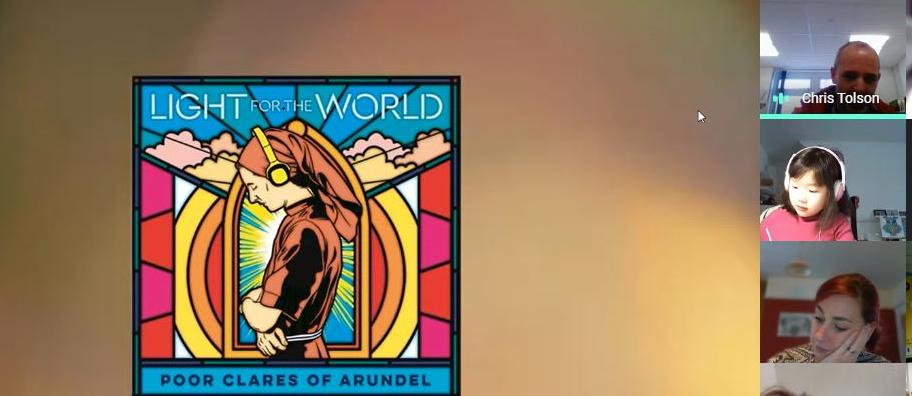 LIGHT FOR THE WORLD
Chris Tolson
POOR CLARES OF ARUNDEL